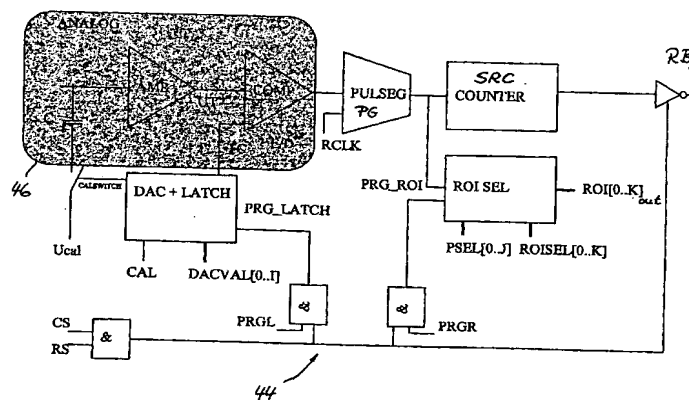 ANALOG
AMP
COMP
C
PULSEG
PG
RCLK
SRC
COUNTER
46
CALSWITCH
DAC + LATCH
PRG_LATCH
PRG_ROI
ROI SEL
ROI[0..K]
out
Ucal
CAL
DACVAL[0..I]
PSEL[0..J]
ROISEL[0..K]
&
&
PRGL
PRGR
CS
RS
&
44